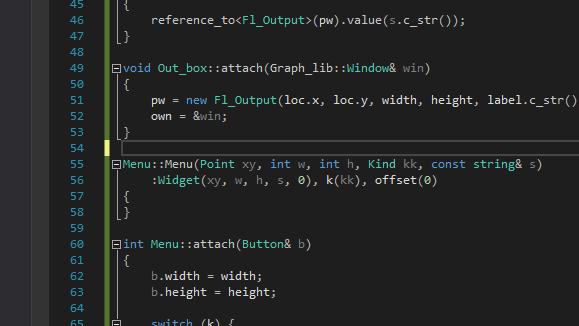 45 {
46 reference_to<Fl_Output>(pw).value(s.c_str());
47 }
48
49 void Out_box::attach(Graph_lib::Window& win)
50 {
51 pw = new Fl_Output(loc.x, loc.y, width, height, label.c_str()
52 own = &win;
53 }
54
55 Menu::Menu(Point xy, int w, int h, Kind kk, const string& s)
56 :Widget(xy, w, h, s, 0), k(kk), offset(0)
57 {
58 }
59
60 int Menu::attach(Button& b)
61 {
62 b.width = width;
63 b.height = height;
64
65 switch (k) {